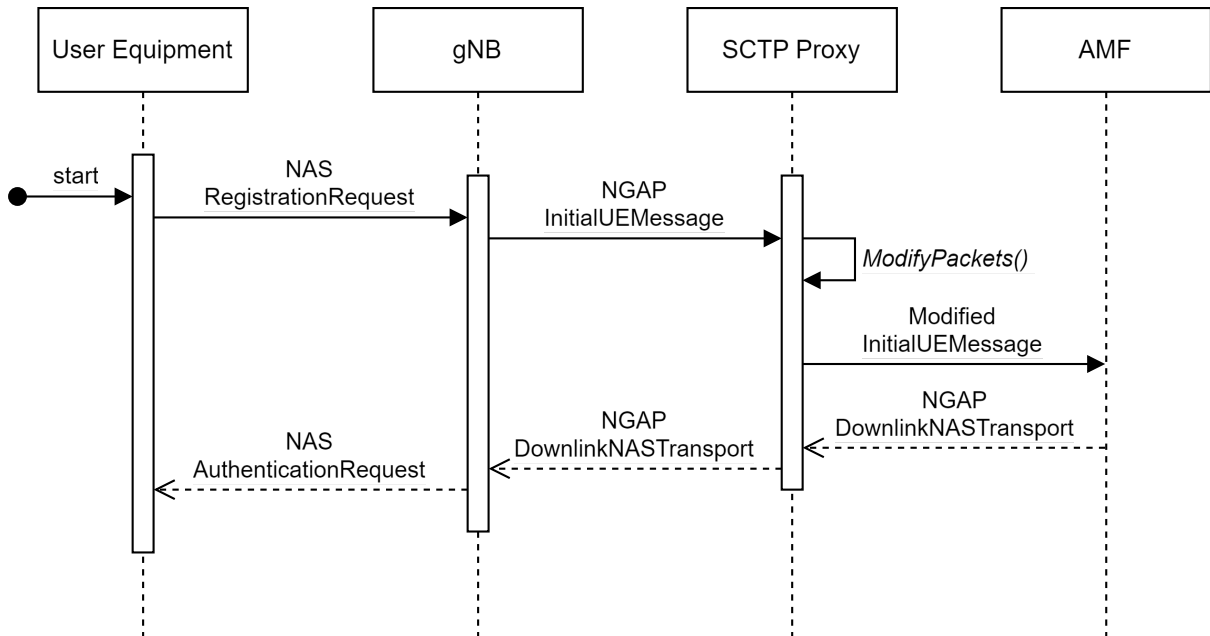 User Equipment
gNB
SCTP Proxy
AMF
start
NAS
RegistrationRequest
NGAP
InitialUEMessage
ModifyPackets()
Modified
InitialUEMessage
NGAP
DownlinkNASTransport
NGAP
DownlinkNASTransport
NAS
AuthenticationRequest